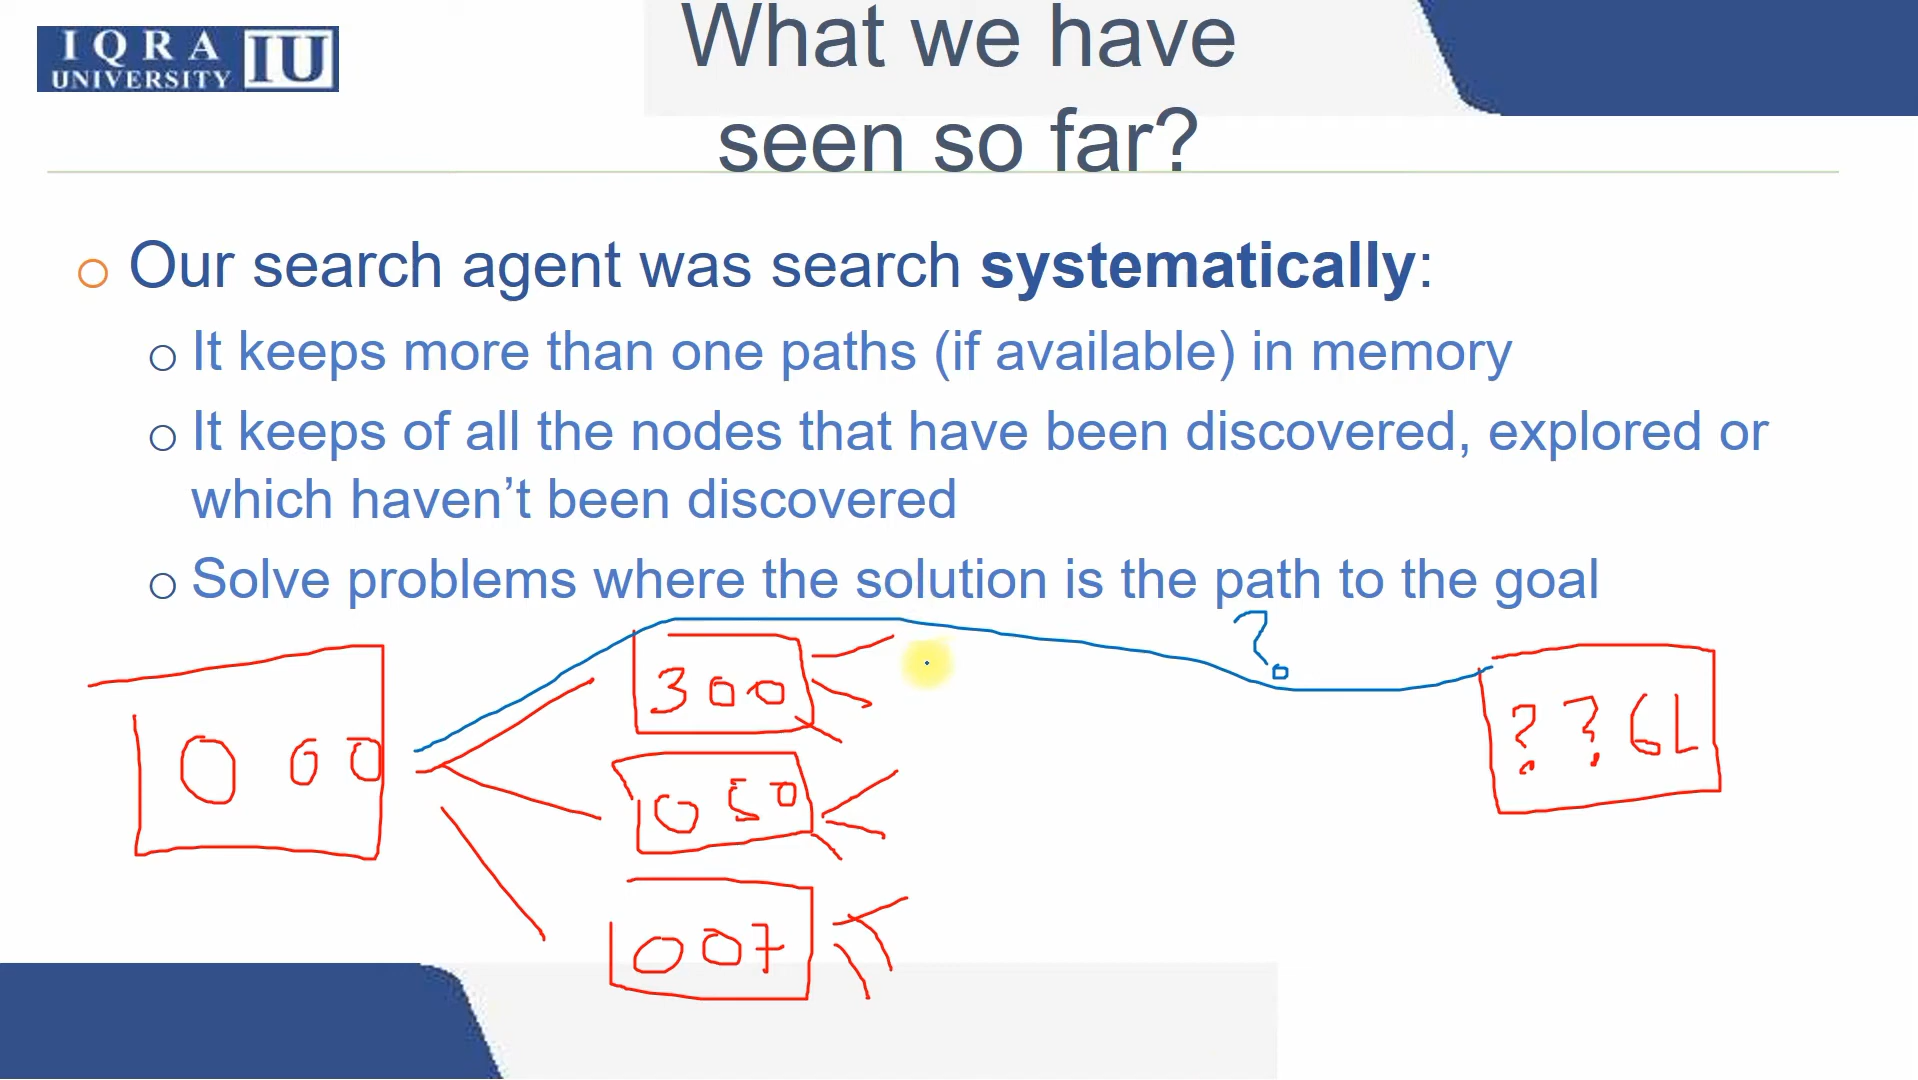 IQRA
UNIVERSITY
IU
What we have
seen so far?
Our search agent was search systematically:
It keeps more than one paths (if available) in memory
It keeps of all the nodes that have been discovered, explored or
which haven’t been discovered
Solve problems where the solution is the path to the goal
?
0 0 0
3 0 0
0 5 0
0 0 7
? ? 6L